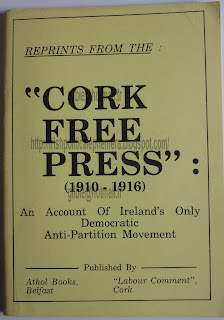 REPRINTS FROM THE :
"CORK
FREE
PRESS" :
(1910 - 1916)
An Account Of Ireland's Only
Democratic
Anti-Partition Movement
Published By
Athol Books,
Belfast
"Labour Comment",
Cork